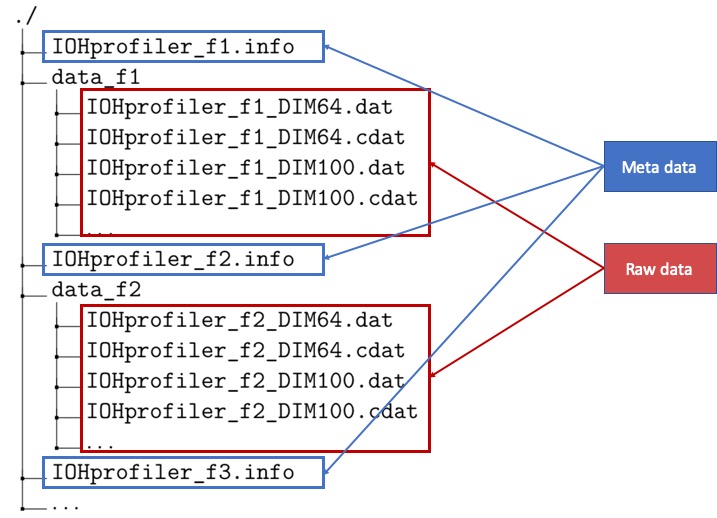 ./
IOHprofiler_f1.info
data_f1
IOHprofiler_f1_DIM64.dat
IOHprofiler_f1_DIM64.cdat
IOHprofiler_f1_DIM100.dat
IOHprofiler_f1_DIM100.cdat
...
IOHprofiler_f2.info
data_f2
IOHprofiler_f2_DIM64.dat
IOHprofiler_f2_DIM64.cdat
IOHprofiler_f2_DIM100.dat
IOHprofiler_f2_DIM100.cdat
...
IOHprofiler_f3.info
...
Meta data
Raw data